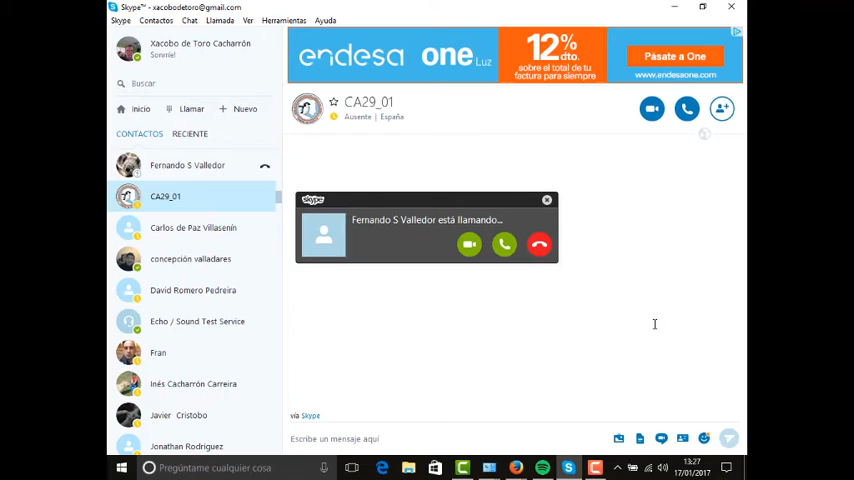 Skype™ - xacobodetoro@gmail.com
Skype Contactos Chat Llamada Ver Herramientas Ayuda
Xacobo de Toro Cacharrón
Sonríe!
Buscar
Inicio Llamar Nuevo
CONTACTOS RECIENTE
Fernando S Valledor
CA29_01
Carlos de Paz Villasenín
concepción valladares
David Romero Pedreira
Echo / Sound Test Service
Fran
Inés Cacharrón Carreira
Javier Cristobo
Jonathan Rodriguez
endesa one Luz
12% dto.
sobre el total de tu
factura para siempre
Pásate a One
www.endesaone.com
CA29_01
Ausente | España
skype
Fernando S Valledor está llamando...
vía Skype
Escribe un mensaje aquí
Pregúntame cualquier cosa
13:27
17/01/2017